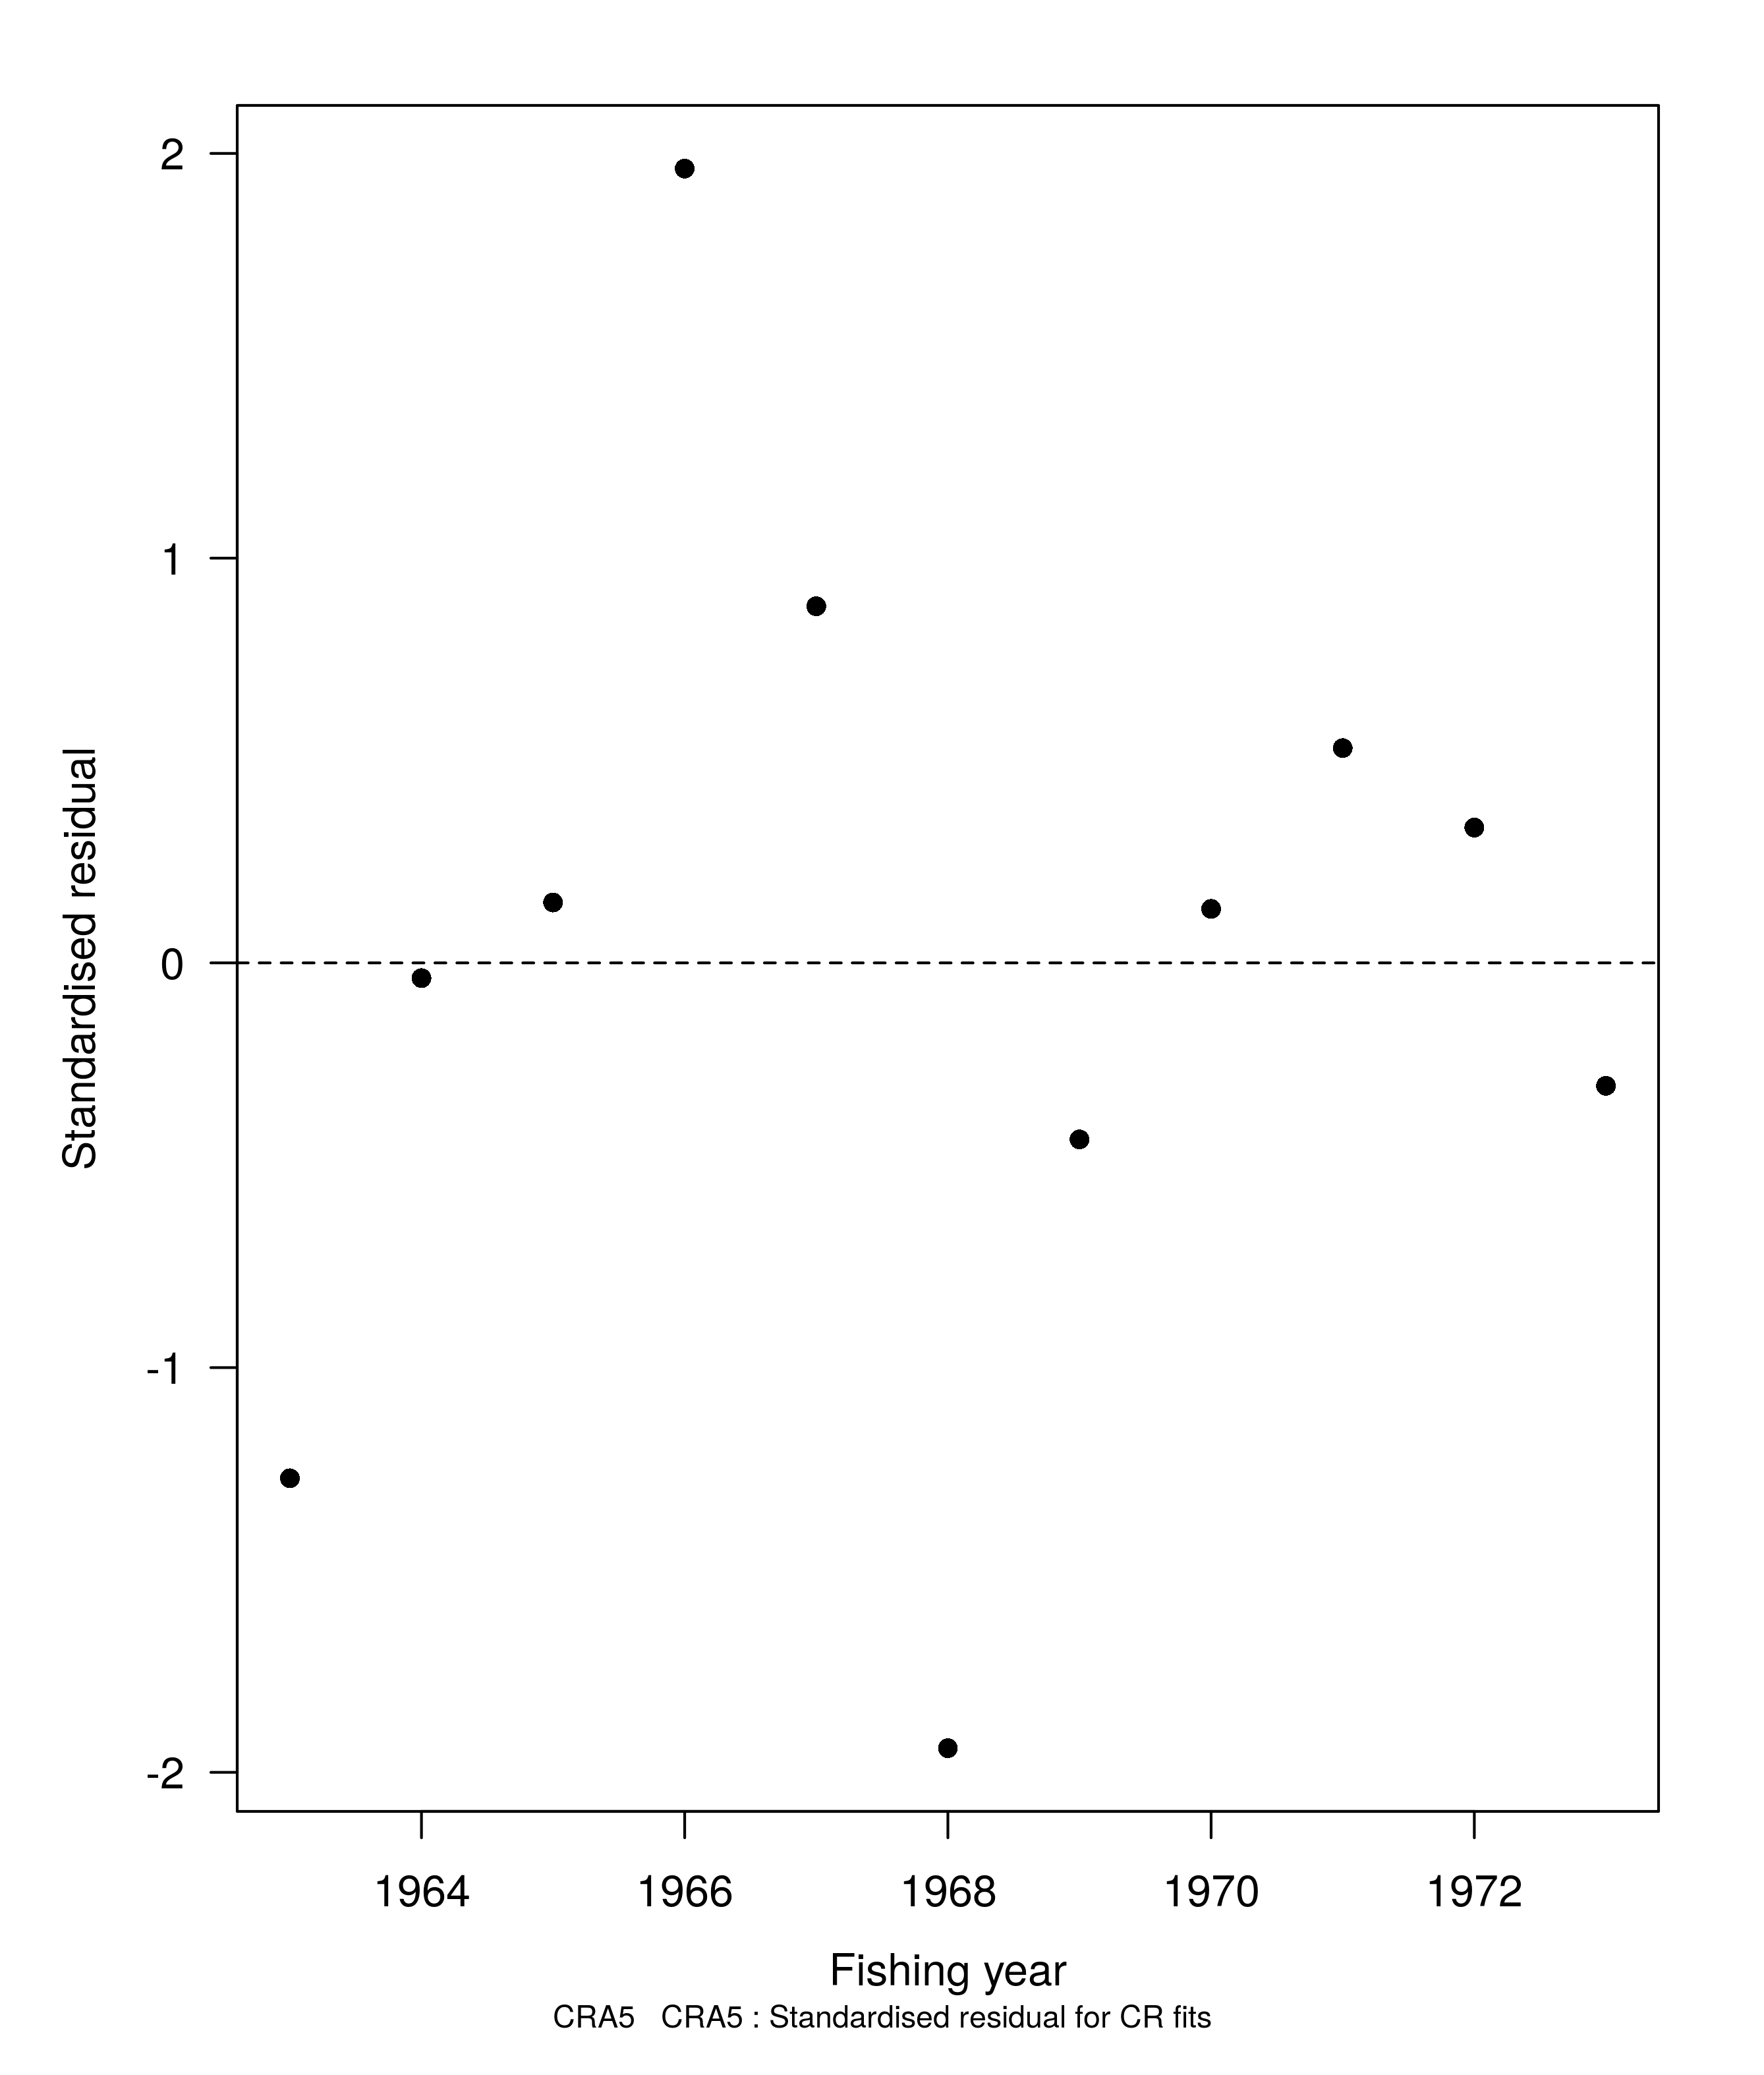 2
1
0
-1
-2
Standardised residual
1964 1966 1968 1970 1972
Fishing year
CRA5 CRA5 : Standardised residual for CR fits